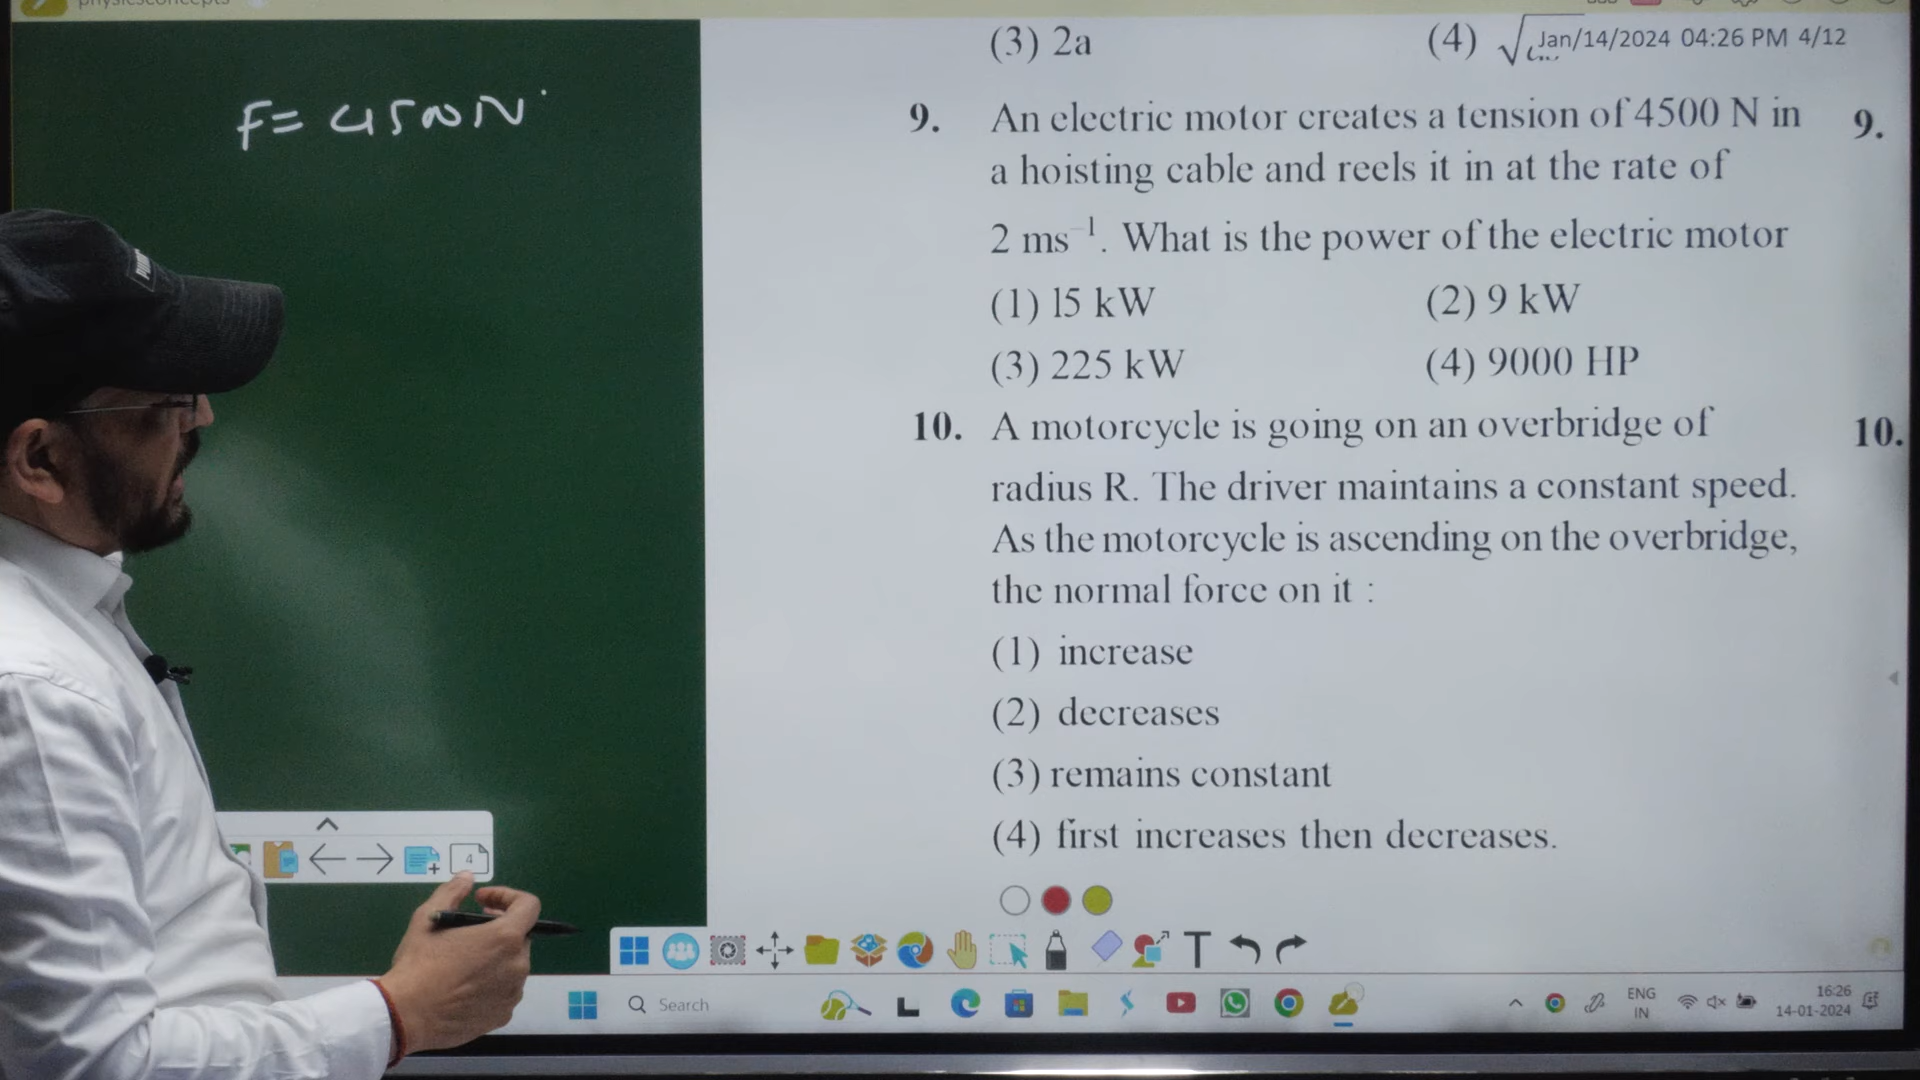 physicsconcepts
(3) 2a
(4) √
Jan/14/2024 04:26 PM 4/12
F = 4500N
9. An electric motor creates a tension of 4500 N in
a hoisting cable and reels it in at the rate of
2 ms⁻¹. What is the power of the electric motor
(1) 15 kW
(2) 9 kW
(3) 225 kW
(4) 9000 HP
10. A motorcycle is going on an overbridge of
radius R. The driver maintains a constant speed.
As the motorcycle is ascending on the overbridge,
the normal force on it :
(1) increase
(2) decreases
(3) remains constant
(4) first increases then decreases.
9.
10.
4
T
Search
ENG
IN
16:26
14-01-2024